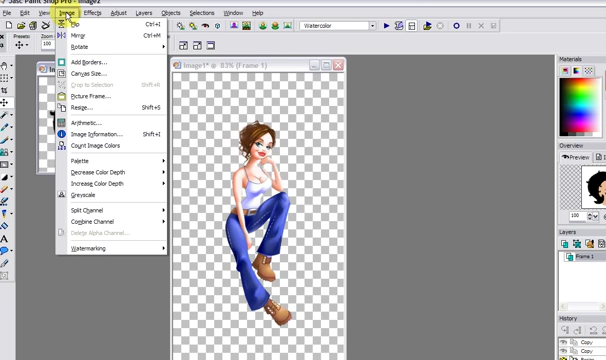 Jasc Paint Shop Pro - Image2
File Edit View Image Effects Adjust Layers Objects Selections Window Help
Watercolor
Presets:
100
Flip Ctrl+I
Mirror Ctrl+M
Rotate
Add Borders...
Canvas Size...
Crop to Selection Shift+R
Picture Frame...
Resize... Shift+S
Arithmetic...
Image Information... Shift+I
Count Image Colors
Palette
Decrease Color Depth
Increase Color Depth
Greyscale
Split Channel
Combine Channel
Delete Alpha Channel...
Watermarking
Image1* @ 83% (Frame 1)
Materials
Overview
Preview
100
Layers
Frame 1
History
Copy
Copy